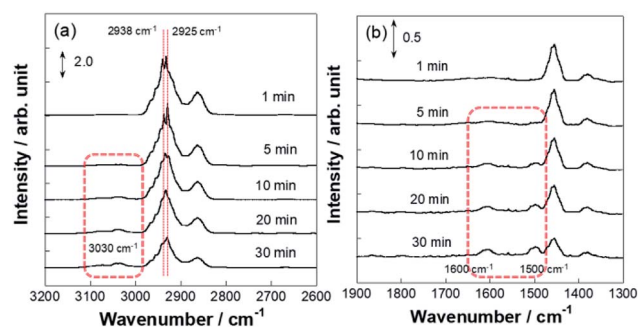 (a)
2938 cm⁻¹
2925 cm⁻¹
2.0
1 min
5 min
10 min
20 min
3030 cm⁻¹
30 min
Intensity / arb. unit
3200 3100 3000 2900 2800 2700 2600
Wavenumber / cm⁻¹
(b)
0.5
1 min
5 min
10 min
20 min
30 min
1600 cm⁻¹
1500 cm⁻¹
Intensity / arb. unit
1900 1800 1700 1600 1500 1400 1300
Wavenumber / cm⁻¹